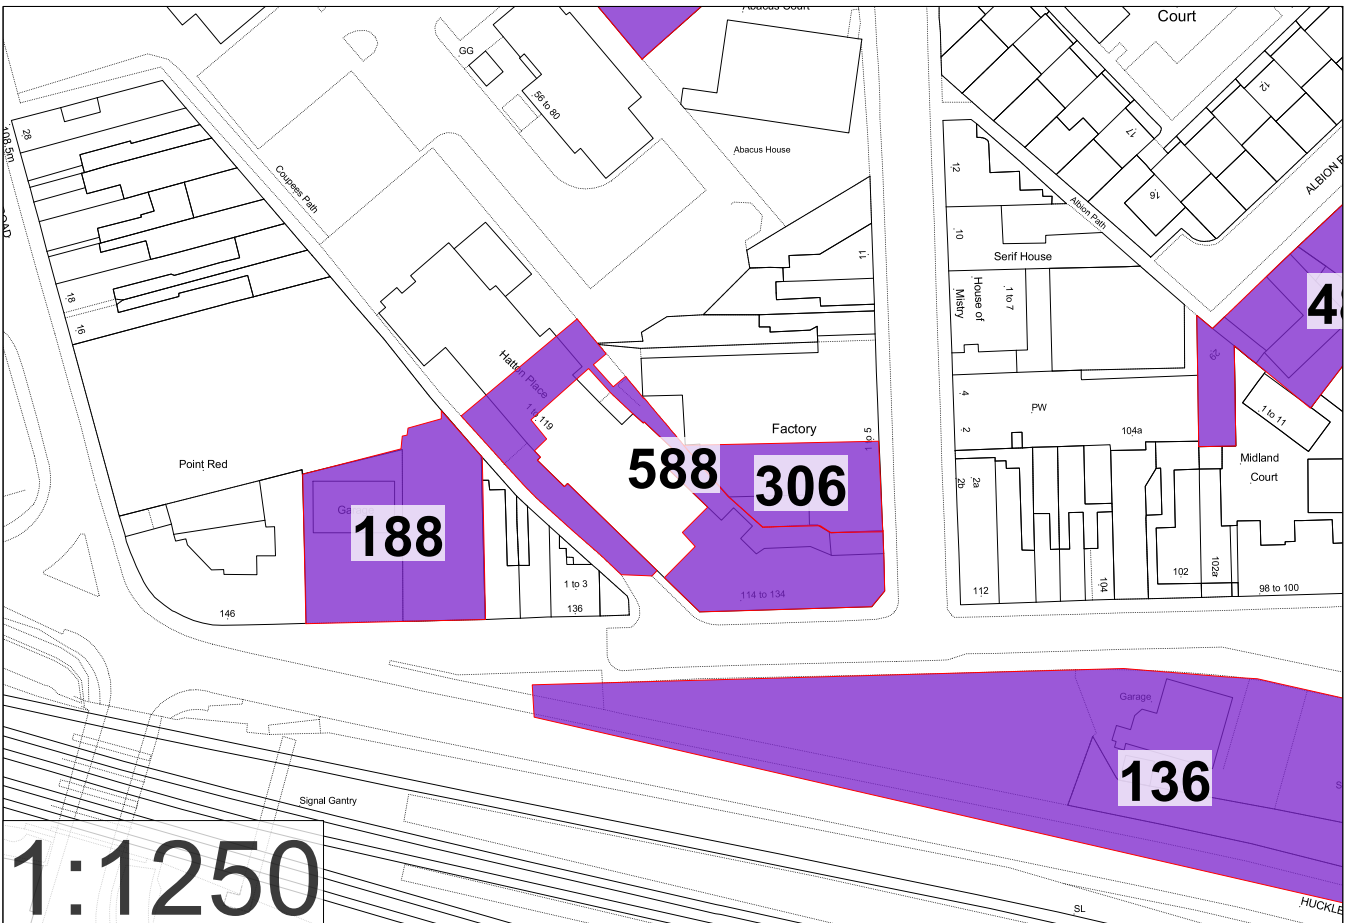 Abacus Court
Court
GG
56 to 80
12
17
108.5m
28
Abacus House
12
ALBION
Coupees Path
16
Albion Path
10
11
Serif House
18
House of
Mistry
1 to 7
16
Hatton Place
29
4
PW
1 to 119
1 to 11
Factory
1 to 5
2
104a
Point Red
Midland
Court
588
306
2b
2a
188
102
102a
1 to 3
104
98 to 100
114 to 134
112
146
136
Garage
136
Signal Gantry
1:1250
SL